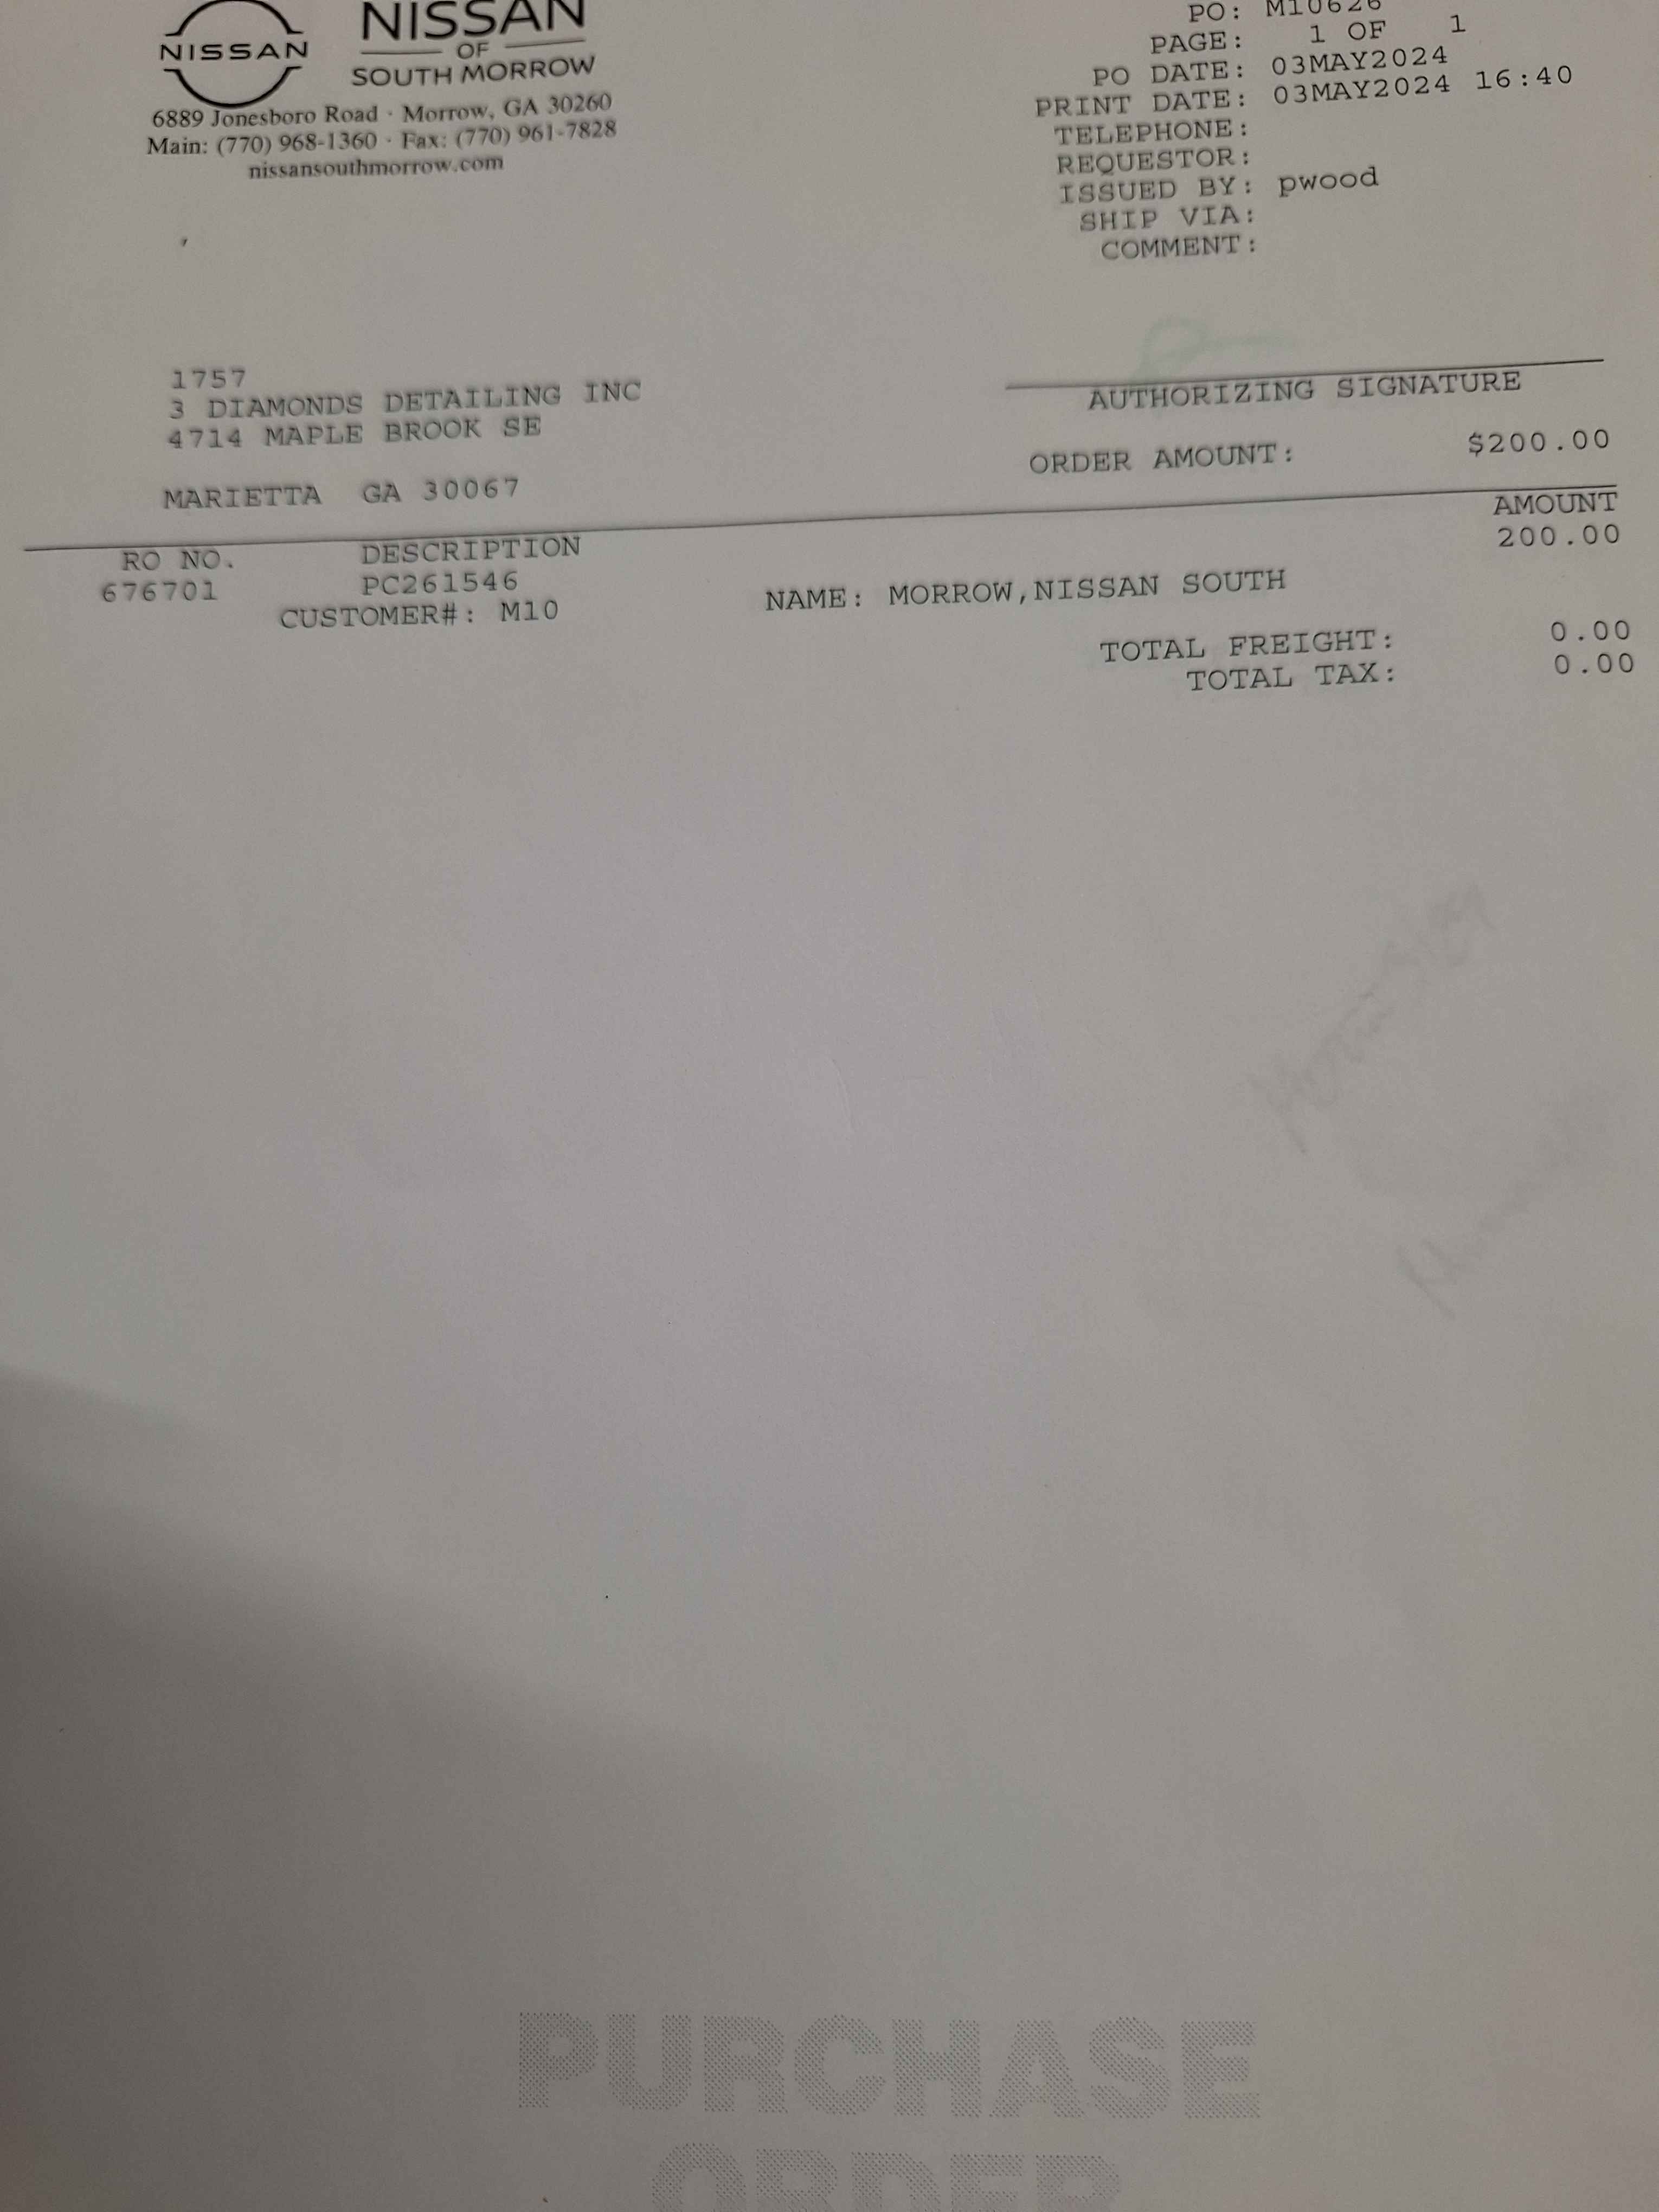 NISSAN
NISSAN
OF
SOUTH MORROW
6889 Jonesboro Road · Morrow, GA 30260
Main: (770) 968-1360 · Fax: (770) 961-7828
nissansouthmorrow.com
PO: M10626
PAGE: 1 OF 1
PO DATE: 03MAY2024
PRINT DATE: 03MAY2024 16:40
TELEPHONE:
REQUESTOR:
ISSUED BY: pwood
SHIP VIA:
COMMENT:
1757
3 DIAMONDS DETAILING INC
4714 MAPLE BROOK SE
MARIETTA GA 30067
AUTHORIZING SIGNATURE
ORDER AMOUNT: $200.00
RO NO. DESCRIPTION AMOUNT
676701 PC261546 200.00
CUSTOMER#: M10 NAME: MORROW,NISSAN SOUTH
TOTAL FREIGHT: 0.00
TOTAL TAX: 0.00
PURCHASE
ORDER